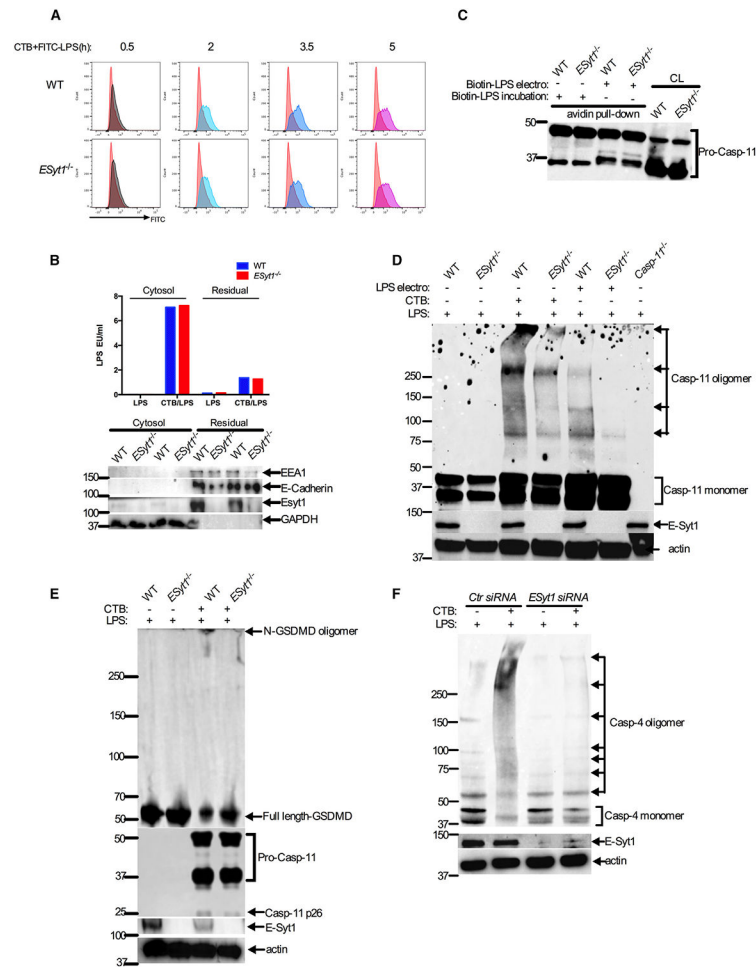 A
CTB+FITC-LPS(h): 0.5 2 3.5 5
WT
ESyt1-/-
FITC
B
WT
ESyt1-/-
Cytosol Residual
LPS EU/ml
8
6
4
2
0
LPS CTB/LPS LPS CTB/LPS
Cytosol Residual
WT ESyt1-/- WT ESyt1-/- WT ESyt1-/- WT ESyt1-/-
EEA1
150
E-Cadherin
100
Esyt1
100
GAPDH
37
C
WT ESyt1-/- WT ESyt1-/- CL
Biotin-LPS electro: - - + +
Biotin-LPS incubation: + + - - WT ESyt1-/-
avidin pull-down
50
37
Pro-Casp-11
D
WT ESyt1-/- WT ESyt1-/- WT ESyt1-/- Casp-11-/-
LPS electro: - - - - + + -
CTB: - - + + - - -
LPS: + + + + - - +
250
150
100
75
50
37
150
37
Casp-11 oligomer
Casp-11 monomer
E-Syt1
actin
E
WT ESyt1-/- WT ESyt1-/-
CTB: - - + +
LPS: + + + +
N-GSDMD oligomer
250
150
100
70
50
Full length-GSDMD
50
Pro-Casp-11
37
25
Casp-11 p26
E-Syt1
100
actin
37
F
Ctr siRNA ESyt1 siRNA
CTB: - + - +
LPS: + + + +
250
150
100
75
50
37
150
37
Casp-4 oligomer
Casp-4 monomer
E-Syt1
actin